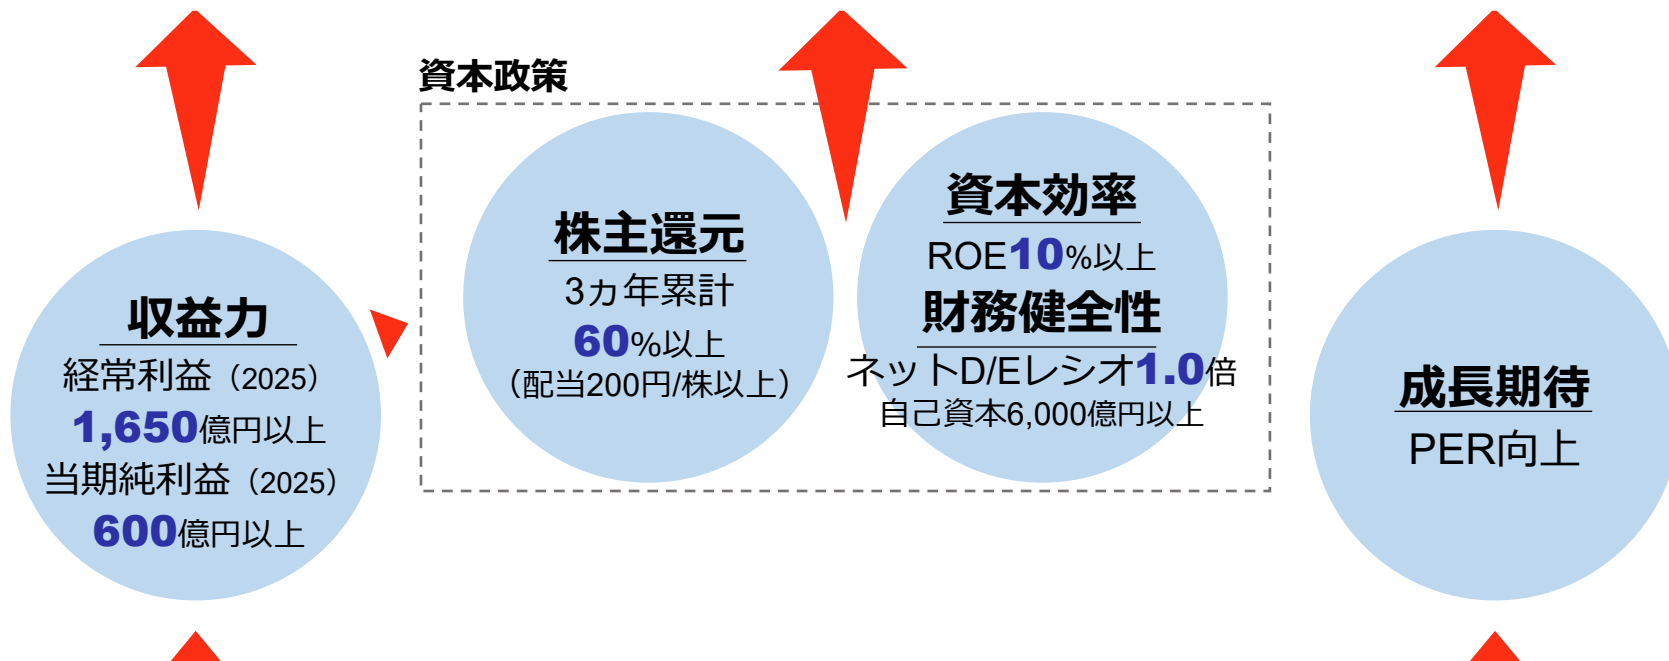 資本政策
収益力
経常利益（2025）
1,650億円以上
当期純利益（2025）
600億円以上
株主還元
3ヵ年累計
60%以上
（配当200円/株以上）
資本効率
ROE10%以上
財務健全性
ネットD/Eレシオ1.0倍
自己資本6,000億円以上
成長期待
PER向上